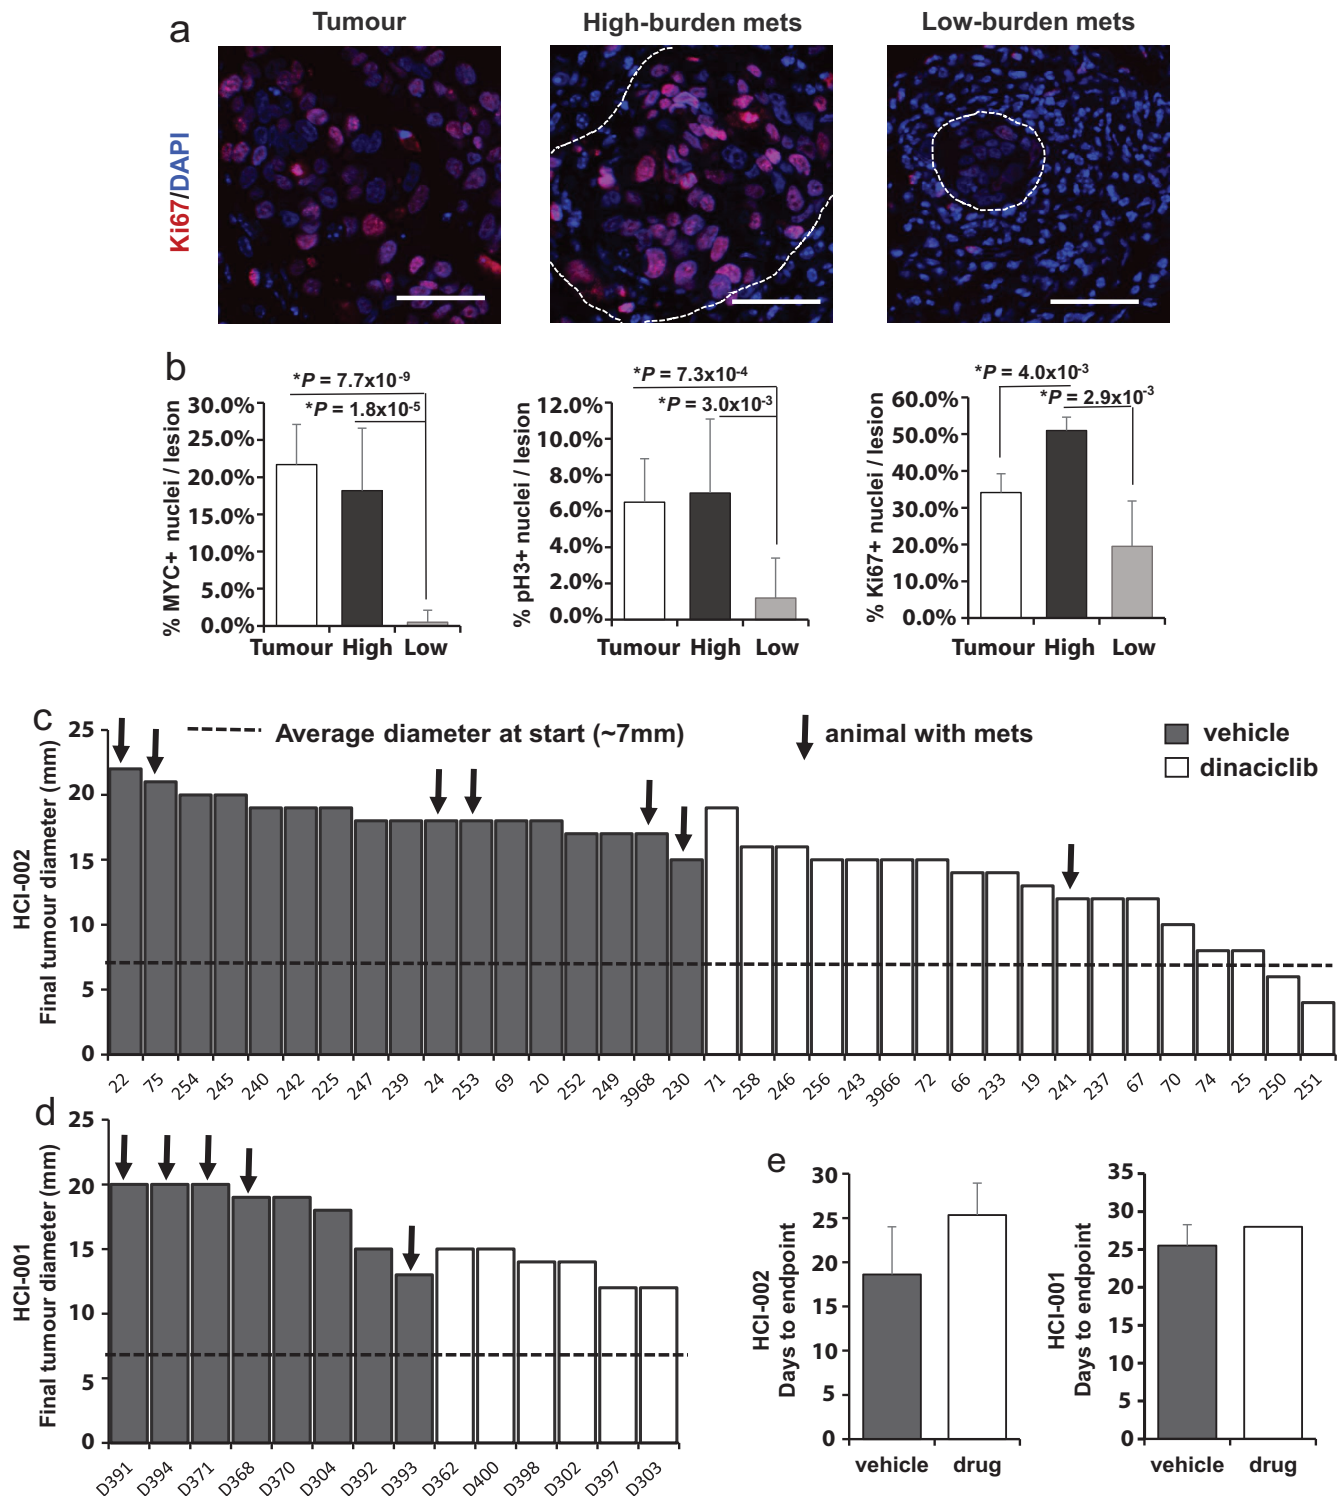 a
Tumour
High-burden mets
Low-burden mets
Ki67/DAPI
b
*P = 7.7x10-9
*P = 1.8x10-5
% MYC+ nuclei / lesion
30.0%
25.0%
20.0%
15.0%
10.0%
5.0%
0.0%
Tumour High Low
*P = 7.3x10-4
*P = 3.0x10-3
% pH3+ nuclei / lesion
12.0%
10.0%
8.0%
6.0%
4.0%
2.0%
0.0%
Tumour High Low
*P = 4.0x10-3
*P = 2.9x10-3
% Ki67+ nuclei / lesion
60.0%
50.0%
40.0%
30.0%
20.0%
10.0%
0.0%
Tumour High Low
c
Average diameter at start (~7mm)
animal with mets
vehicle
dinaciclib
HCI-002
Final tumour diameter (mm)
25
20
15
10
5
0
22 75 254 245 240 242 225 247 239 24 253 69 20 252 249 3968 230 71 258 246 256 243 3966 72 66 233 19 241 237 67 70 74 25 250 251
d
HCI-001
Final tumour diameter (mm)
25
20
15
10
5
0
D391 D394 D371 D368 D370 D304 D392 D393 D362 D400 D398 D302 D397 D303
e
HCI-002
Days to endpoint
30
25
20
15
10
5
0
vehicle drug
HCI-001
Days to endpoint
35
30
25
20
15
10
5
0
vehicle drug